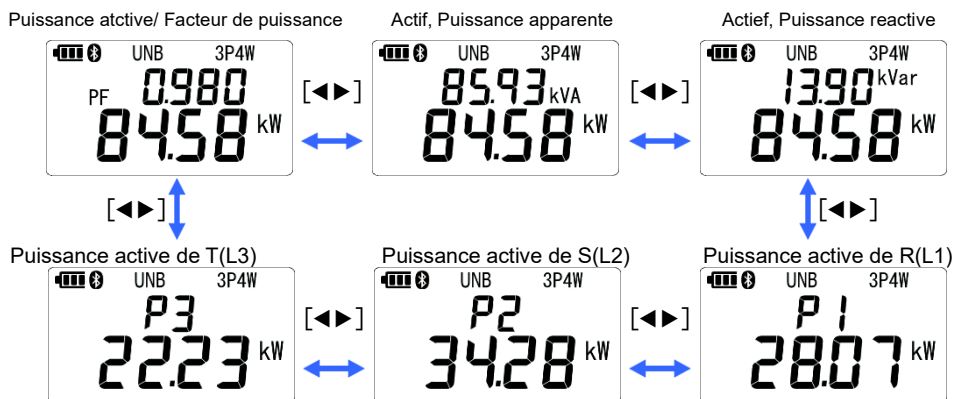 Puissance atctive/ Facteur de puissance
UNB 3P4W
PF 0.980
84.58 kW
[◀▶]
Actif, Puissance apparente
UNB 3P4W
85.93 kVA
84.58 kW
[◀▶]
Actief, Puissance reactive
UNB 3P4W
13.90 kVar
84.58 kW
[◀▶]
[◀▶]
Puissance active de T(L3)
UNB 3P4W
P3
22.23 kW
[◀▶]
Puissance active de S(L2)
UNB 3P4W
P2
34.28 kW
[◀▶]
Puissance active de R(L1)
UNB 3P4W
P1
28.07 kW